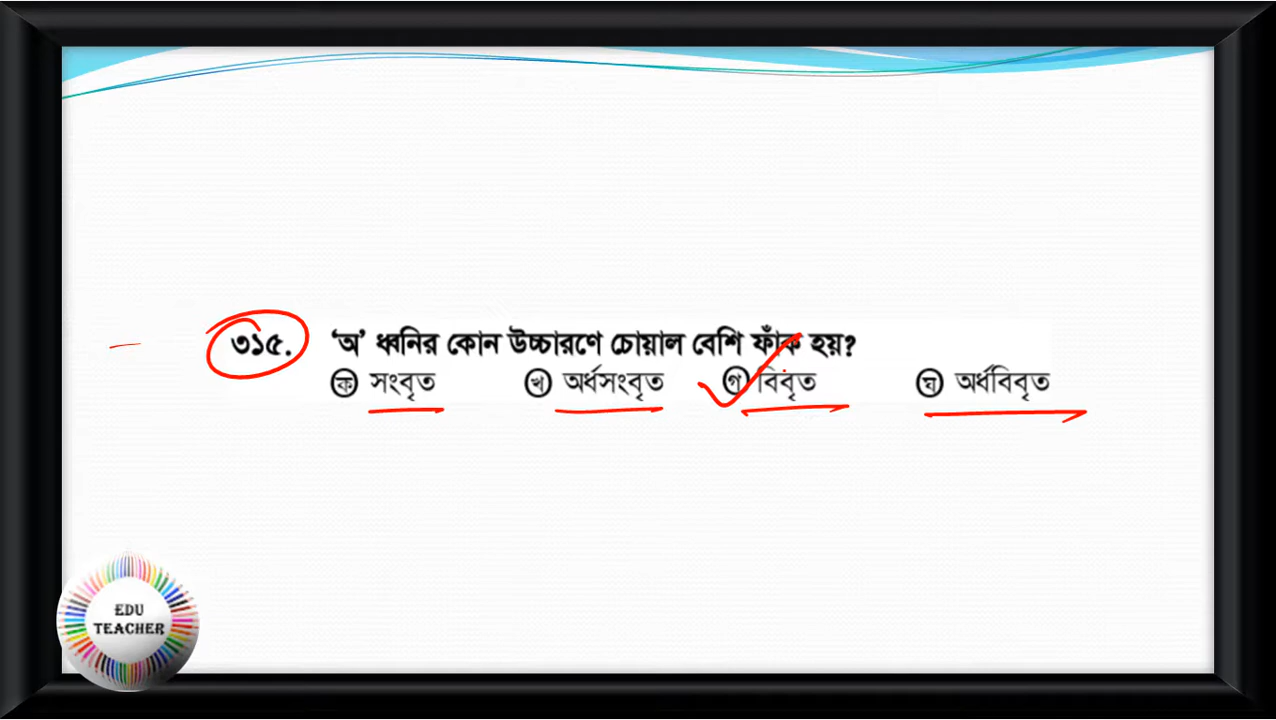 ৩১৫. ‘অ’ ধ্বনির কোন উচ্চারণে চোয়াল বেশি ফাঁক হয়?
ক সংবৃত খ অর্ধসংবৃত গ বিবৃত ঘ অর্ধবিবৃত
EDU
TEACHER